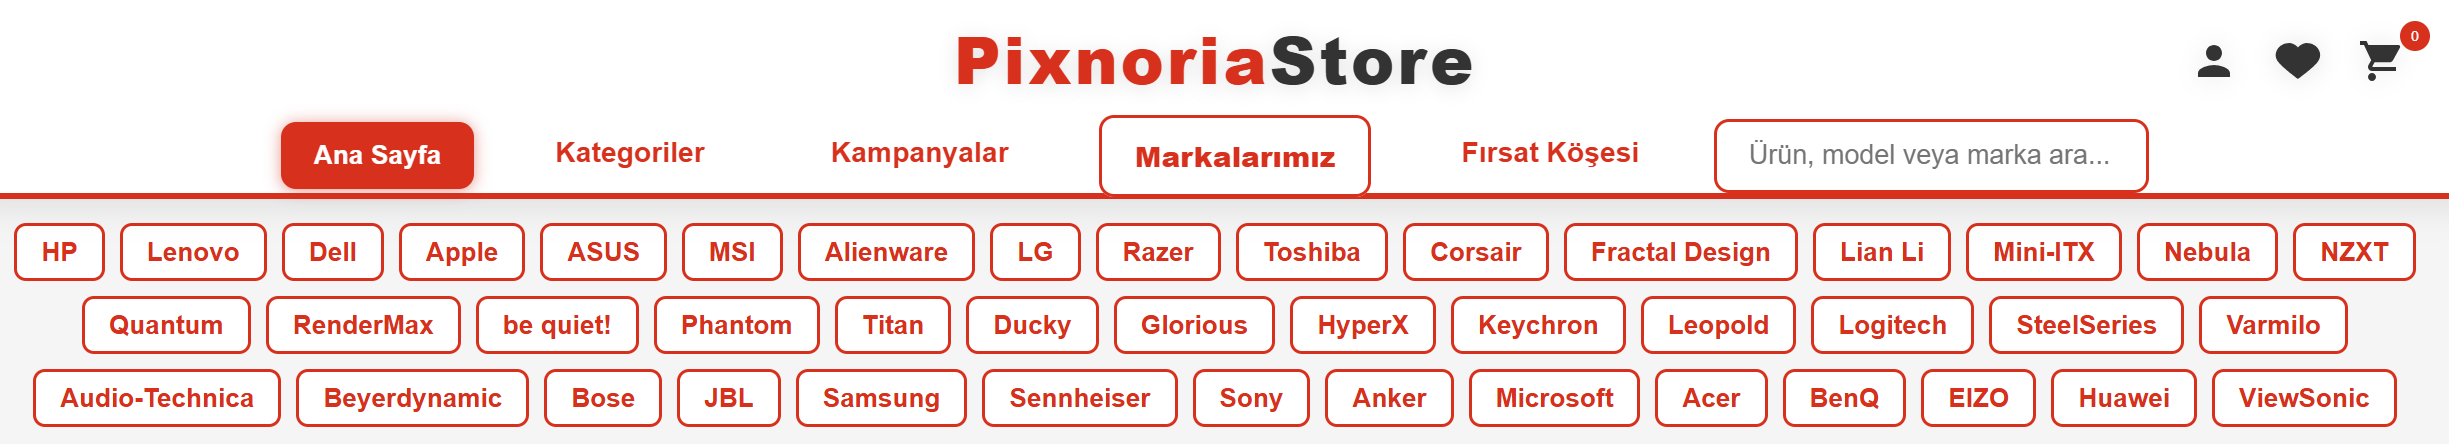 PixnoriaStore
0
Ana Sayfa Kategoriler Kampanyalar Markalarımız Fırsat Köşesi Ürün, model veya marka ara...
HP Lenovo Dell Apple ASUS MSI Alienware LG Razer Toshiba Corsair Fractal Design Lian Li Mini-ITX Nebula NZXT
Quantum RenderMax be quiet! Phantom Titan Ducky Glorious HyperX Keychron Leopold Logitech SteelSeries Varmilo
Audio-Technica Beyerdynamic Bose JBL Samsung Sennheiser Sony Anker Microsoft Acer BenQ EIZO Huawei ViewSonic